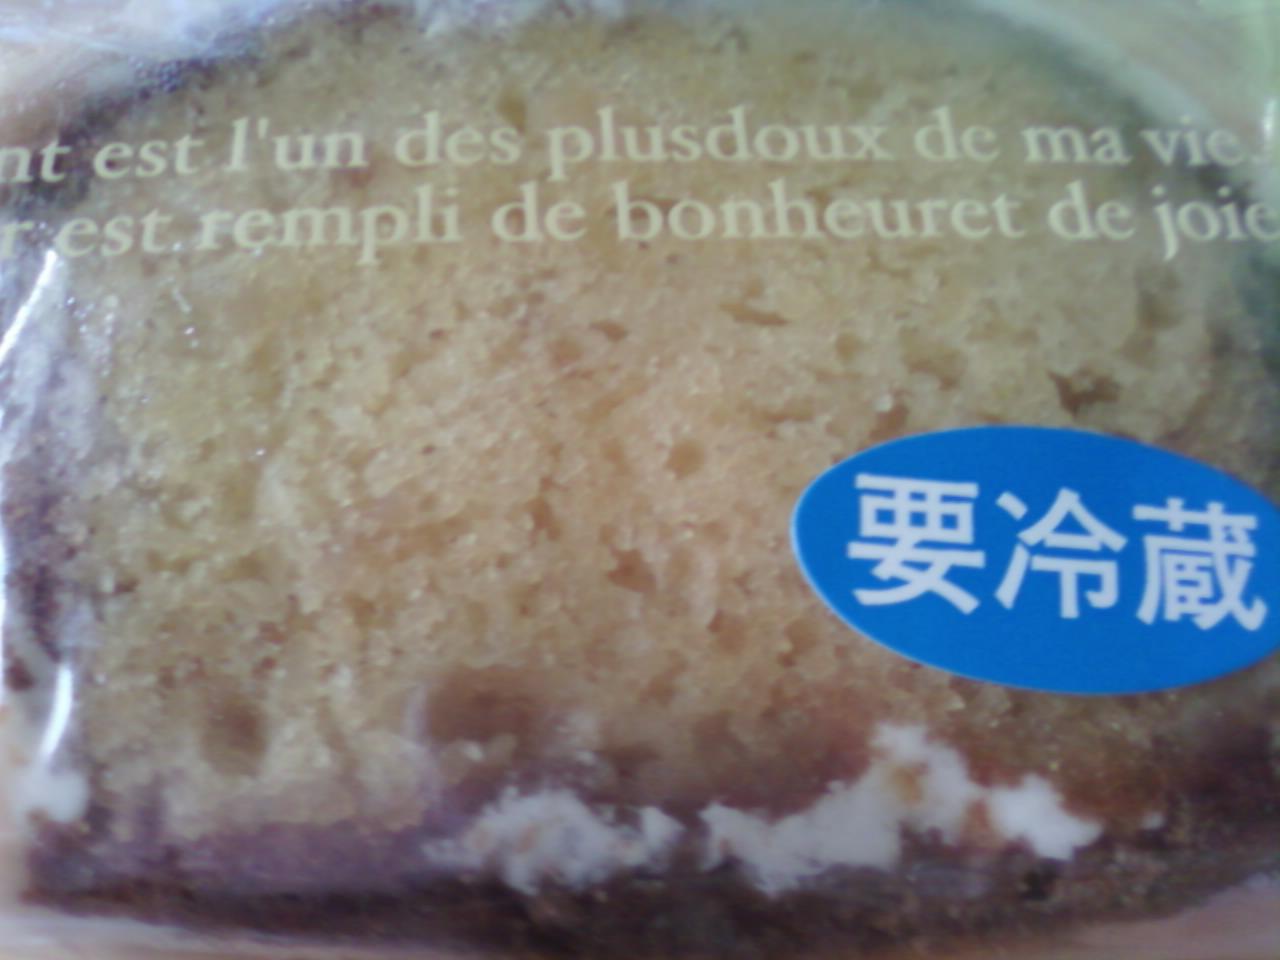 nt est l'un des plusdoux de ma vie.
r est rempli de bonheuret de joie
要冷蔵